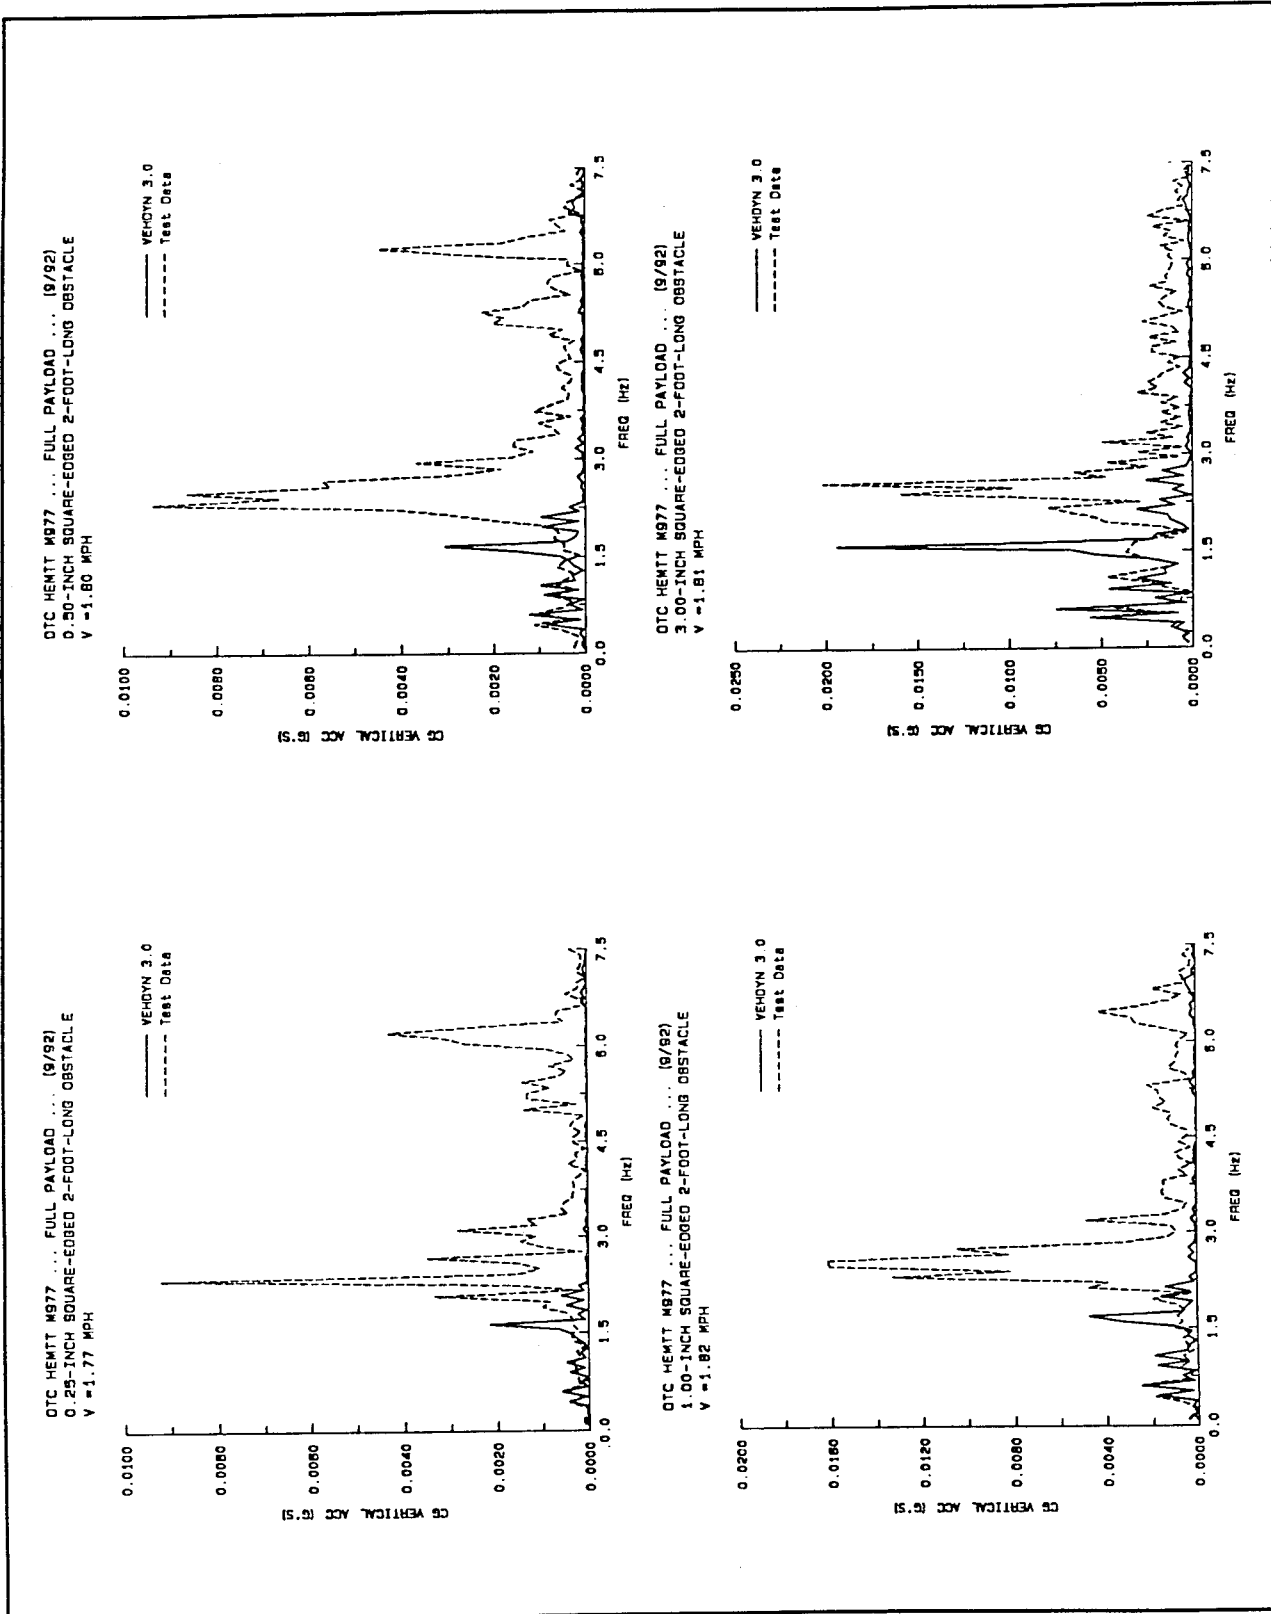 OTC HEMTT M977 ... FULL PAYLOAD ... (9/92)
0.25-INCH SQUARE-EDGED 2-FOOT-LONG OBSTACLE
V =1.77 MPH
VEHDYN 3.0
Test Data
0.0100
0.0080
0.0060
0.0040
0.0020
0.0000
CG VERTICAL ACC (G'S)
0.0 1.5 3.0 4.5 6.0 7.5
FREQ (Hz)
OTC HEMTT M977 ... FULL PAYLOAD ... (9/92)
0.50-INCH SQUARE-EDGED 2-FOOT-LONG OBSTACLE
V =1.80 MPH
VEHDYN 3.0
Test Data
0.0100
0.0080
0.0060
0.0040
0.0020
0.0000
CG VERTICAL ACC (G'S)
0.0 1.5 3.0 4.5 6.0 7.5
FREQ (Hz)
OTC HEMTT M977 ... FULL PAYLOAD ... (9/92)
1.00-INCH SQUARE-EDGED 2-FOOT-LONG OBSTACLE
V =1.82 MPH
VEHDYN 3.0
Test Data
0.0200
0.0160
0.0120
0.0080
0.0040
0.0000
CG VERTICAL ACC (G'S)
0.0 1.5 3.0 4.5 6.0 7.5
FREQ (Hz)
OTC HEMTT M977 ... FULL PAYLOAD ... (9/92)
3.00-INCH SQUARE-EDGED 2-FOOT-LONG OBSTACLE
V =1.81 MPH
VEHDYN 3.0
Test Data
0.0250
0.0200
0.0150
0.0100
0.0050
0.0000
CG VERTICAL ACC (G'S)
0.0 1.5 3.0 4.5 6.0 7.5
FREQ (Hz)